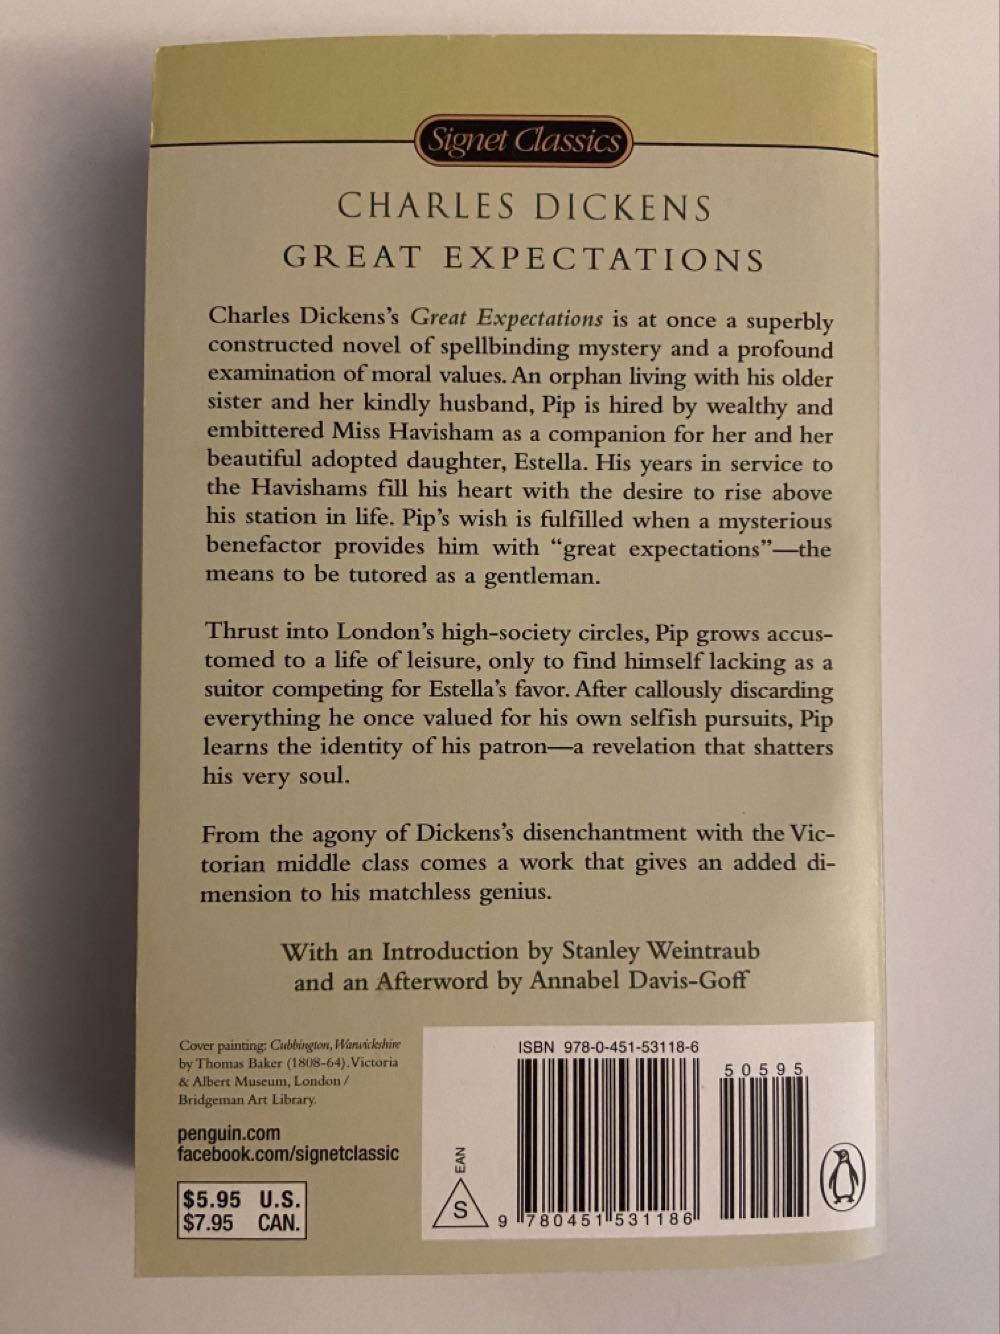 Signet Classics
CHARLES DICKENS
GREAT EXPECTATIONS
Charles Dickens's Great Expectations is at once a superbly
constructed novel of spellbinding mystery and a profound
examination of moral values. An orphan living with his older
sister and her kindly husband, Pip is hired by wealthy and
embittered Miss Havisham as a companion for her and her
beautiful adopted daughter, Estella. His years in service to
the Havishams fill his heart with the desire to rise above
his station in life. Pip's wish is fulfilled when a mysterious
benefactor provides him with “great expectations”—the
means to be tutored as a gentleman.
Thrust into London's high-society circles, Pip grows accus-
tomed to a life of leisure, only to find himself lacking as a
suitor competing for Estella's favor. After callously discarding
everything he once valued for his own selfish pursuits, Pip
learns the identity of his patron—a revelation that shatters
his very soul.
From the agony of Dickens's disenchantment with the Vic-
torian middle class comes a work that gives an added di-
mension to his matchless genius.
With an Introduction by Stanley Weintraub
and an Afterword by Annabel Davis-Goff
Cover painting: Cubbington, Warwickshire
by Thomas Baker (1808-64). Victoria
& Albert Museum, London /
Bridgeman Art Library.
penguin.com
facebook.com/signetclassic
$5.95 U.S.
$7.95 CAN.
ISBN 978-0-451-53118-6
50595
EAN
S
9 780451 531186